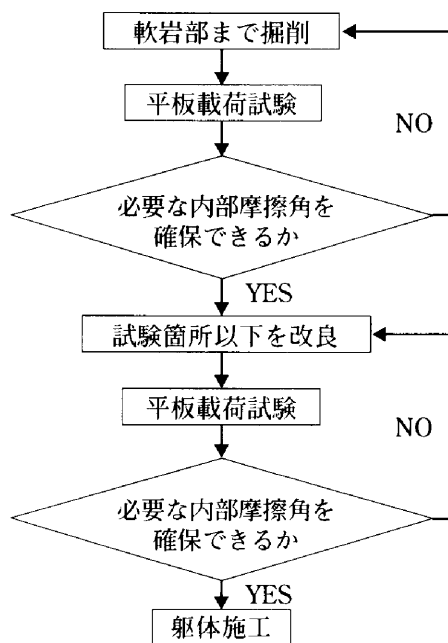 軟岩部まで掘削
平板載荷試験
NO
必要な内部摩擦角を
確保できるか
YES
試験箇所以下を改良
平板載荷試験
NO
必要な内部摩擦角を
確保できるか
YES
躯体施工